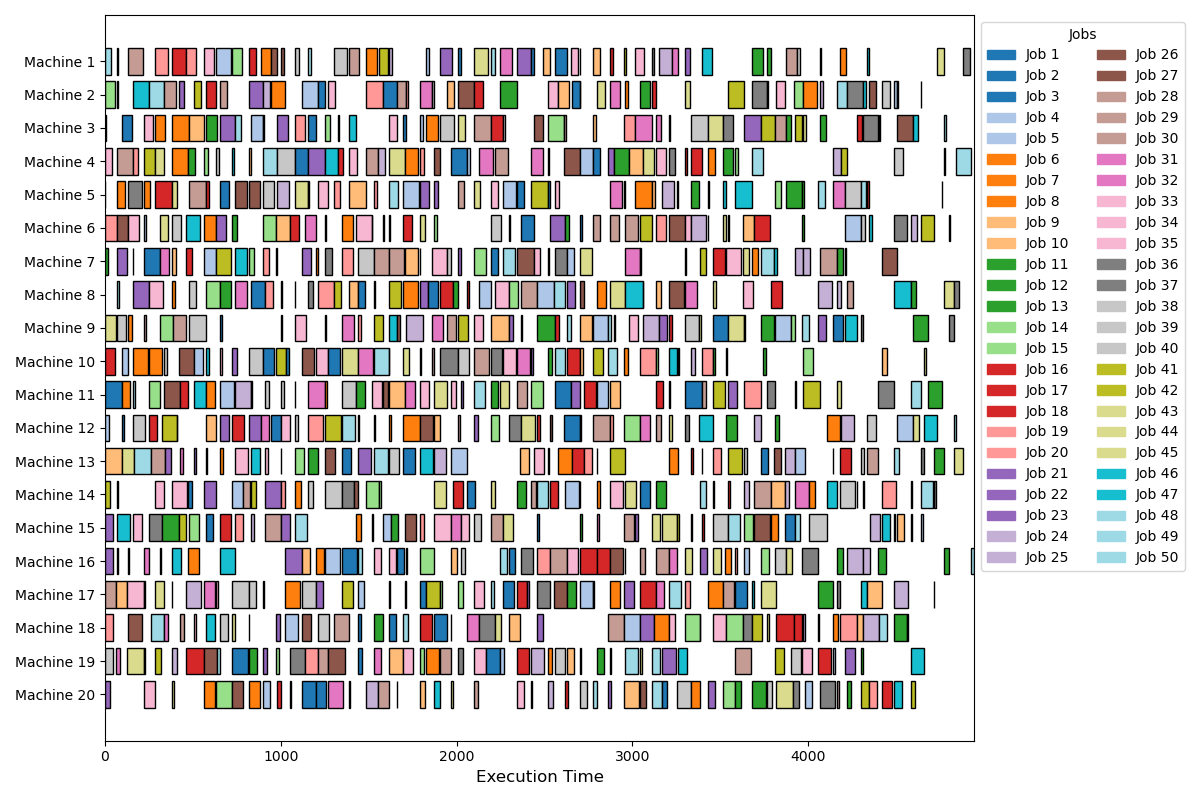 Machine 1
Machine 2
Machine 3
Machine 4
Machine 5
Machine 6
Machine 7
Machine 8
Machine 9
Machine 10
Machine 11
Machine 12
Machine 13
Machine 14
Machine 15
Machine 16
Machine 17
Machine 18
Machine 19
Machine 20
0 1000 2000 3000 4000
Execution Time
Jobs
Job 1 Job 26
Job 2 Job 27
Job 3 Job 28
Job 4 Job 29
Job 5 Job 30
Job 6 Job 31
Job 7 Job 32
Job 8 Job 33
Job 9 Job 34
Job 10 Job 35
Job 11 Job 36
Job 12 Job 37
Job 13 Job 38
Job 14 Job 39
Job 15 Job 40
Job 16 Job 41
Job 17 Job 42
Job 18 Job 43
Job 19 Job 44
Job 20 Job 45
Job 21 Job 46
Job 22 Job 47
Job 23 Job 48
Job 24 Job 49
Job 25 Job 50